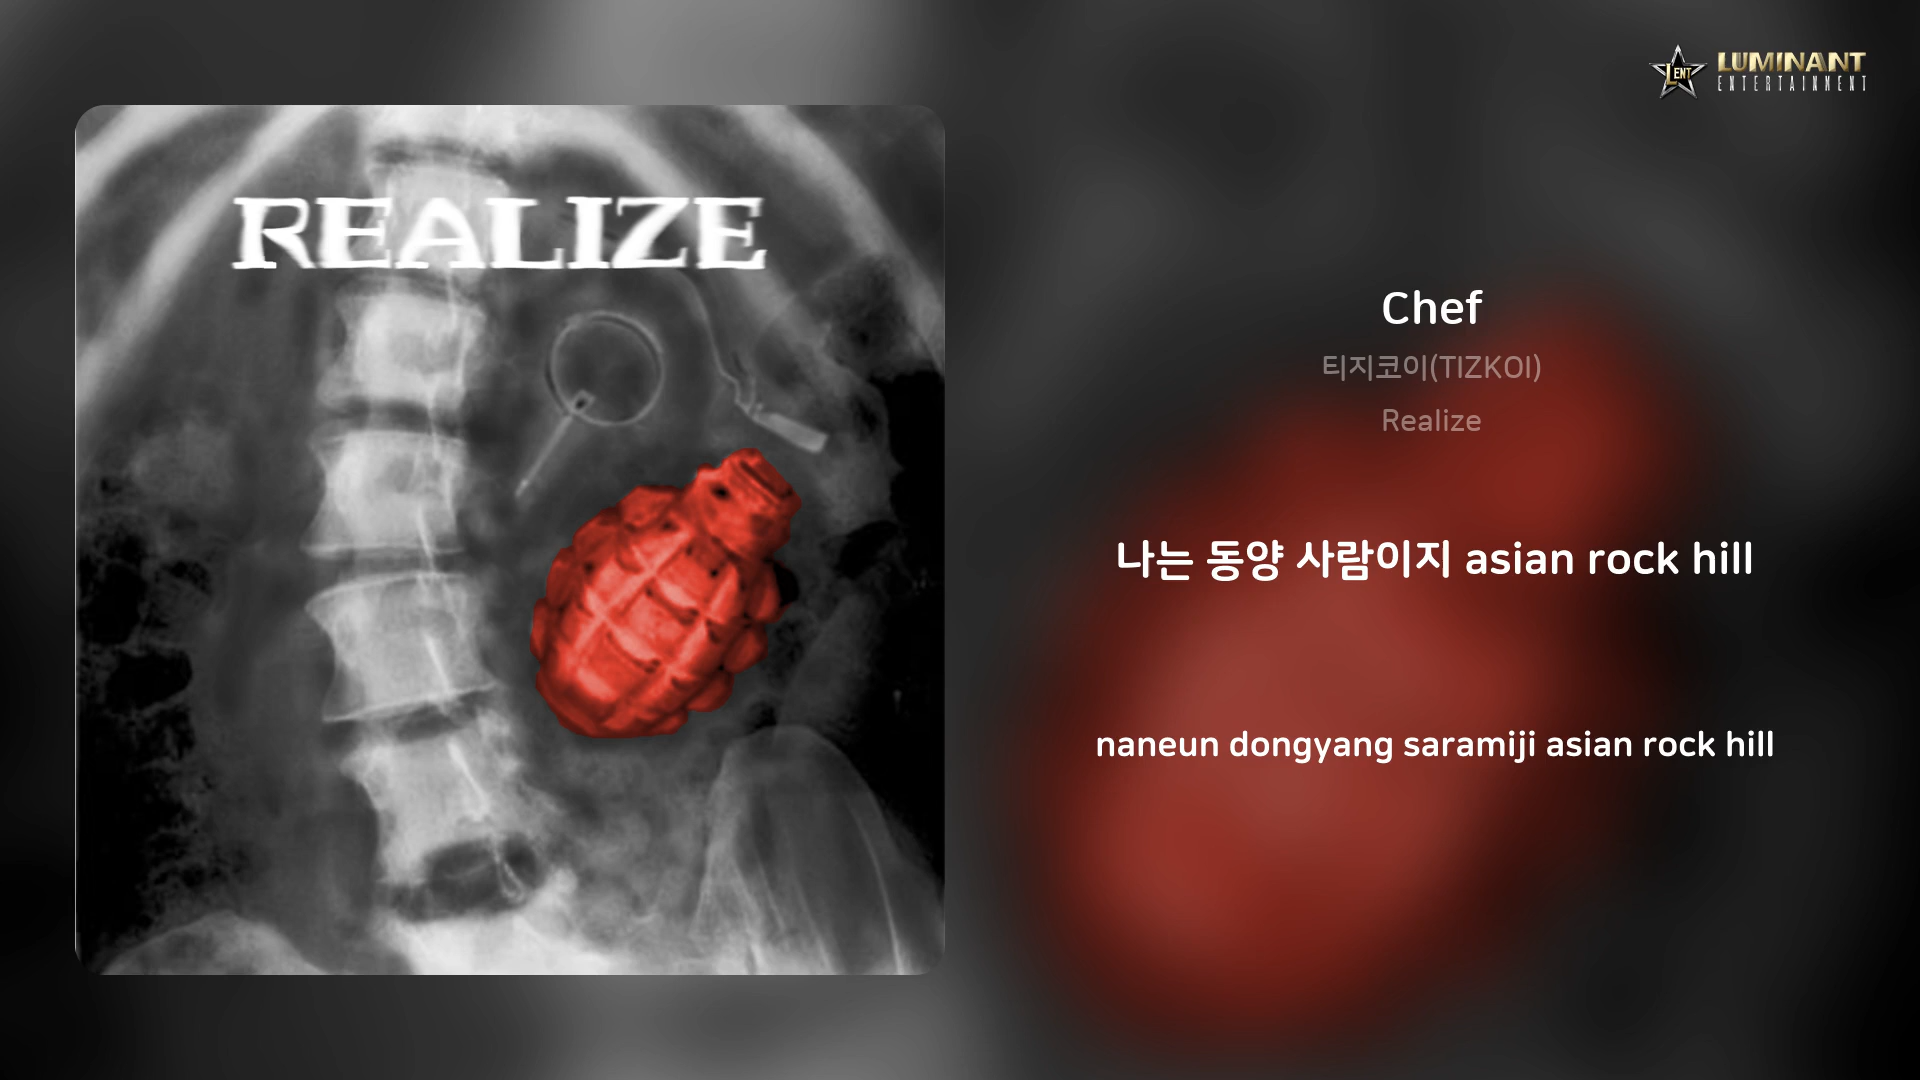 LENT
LUMINANT
ENTERTAINMENT
REALIZE
Chef
티지코이(TIZKOI)
Realize
나는 동양 사람이지 asian rock hill
naneun dongyang saramiji asian rock hill